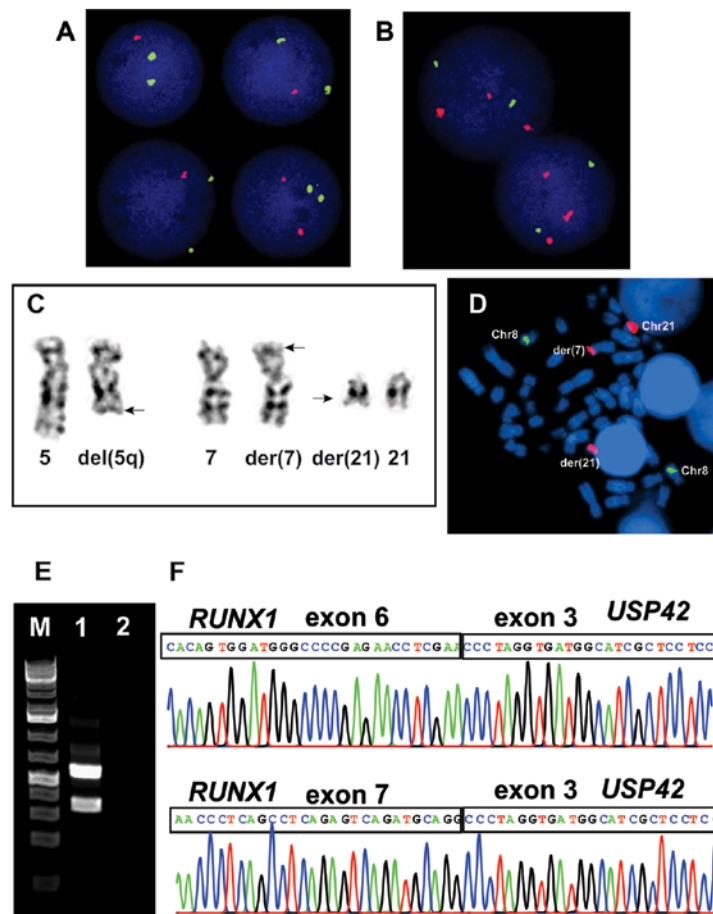 A
B
C
5 del(5q) 7 der(7) der(21) 21
D
Chr8
Chr21
der(7)
der(21)
Chr8
E
M 1 2
F
RUNX1 exon 6 exon 3 USP42
CACAGTGGATGGGCCCCGAGAACCTCGAACCCTAGGTGATGGCATCGCTCCTCC
RUNX1 exon 7 exon 3 USP42
AACCCTCAGCCTCAGAGTCAGATGCAGGCCCTAGGTGATGGCATCGCTCCTC